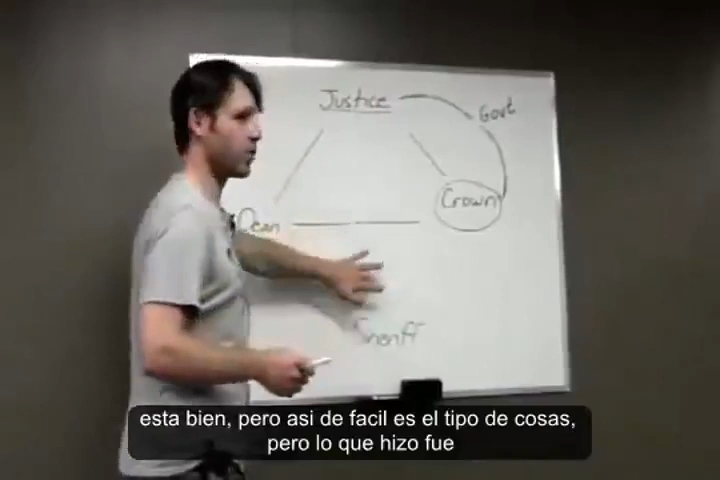 Justice
Govt
Crown
Dean
Sheriff
esta bien, pero asi de facil es el tipo de cosas,
pero lo que hizo fue